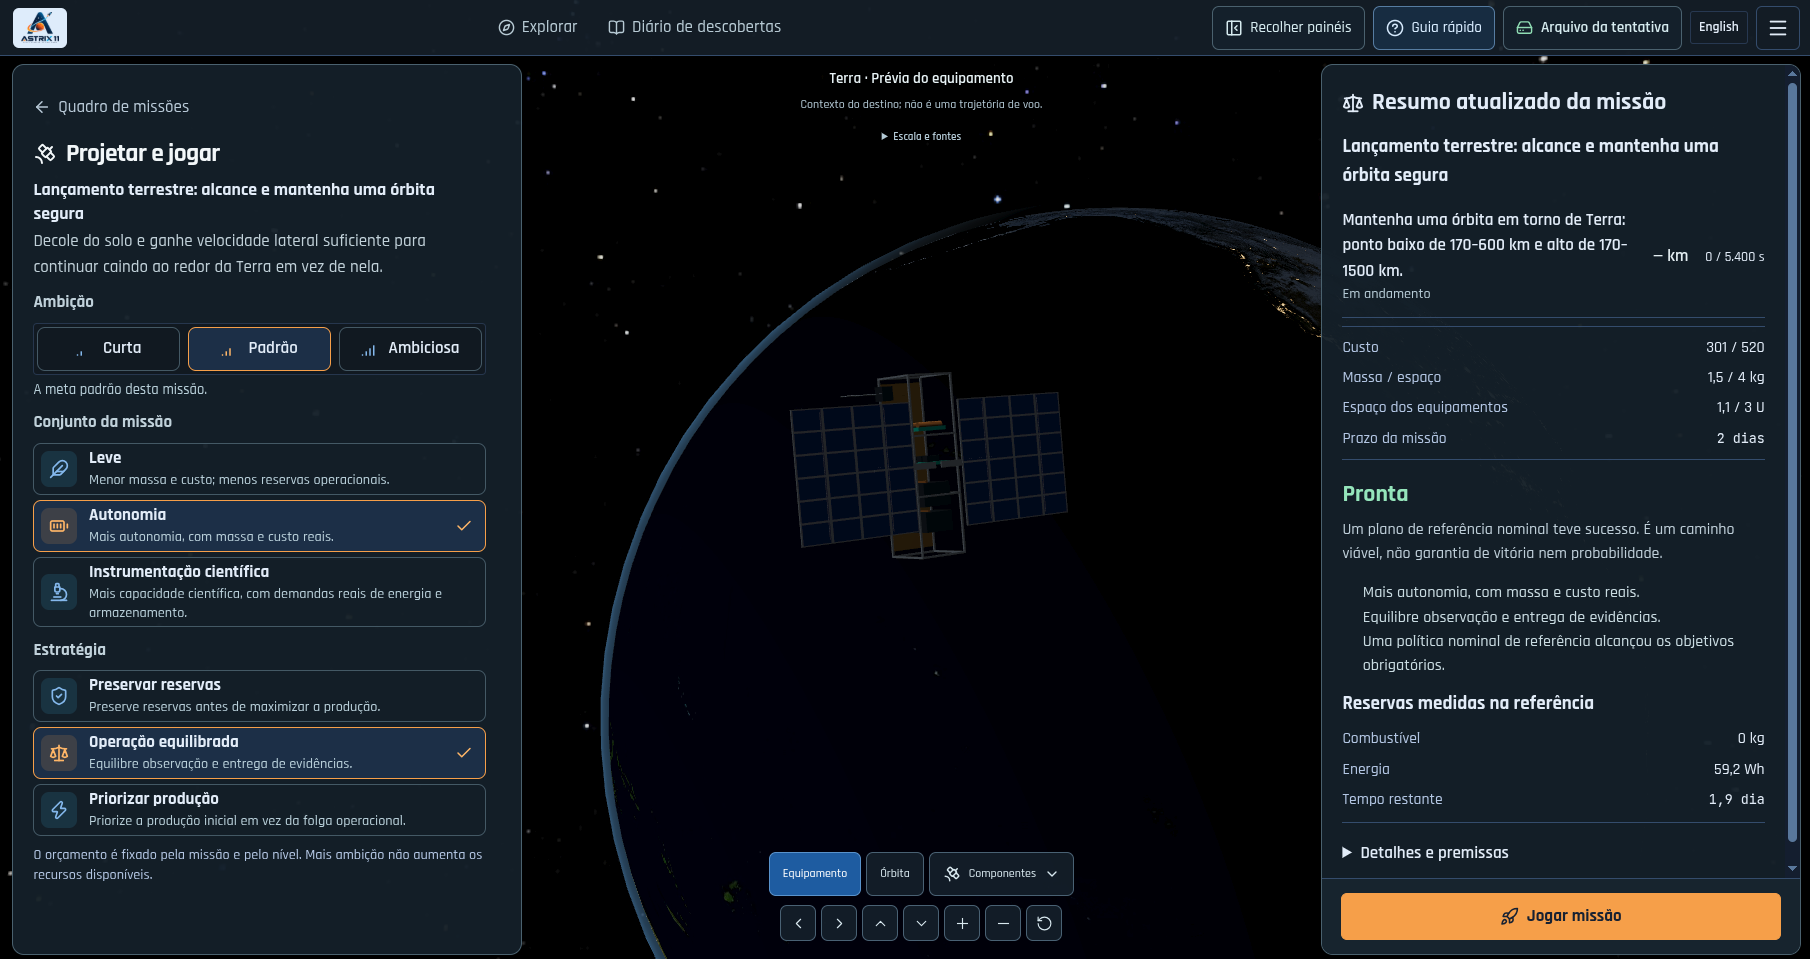 ASTRIX 11
Explorar
Diário de descobertas
Recolher painéis
Guia rápido
Arquivo da tentativa
English
Quadro de missões
Projetar e jogar
Lançamento terrestre: alcance e mantenha uma órbita
segura
Decole do solo e ganhe velocidade lateral suficiente para
continuar caindo ao redor da Terra em vez de nela.
Ambição
Curta
Padrão
Ambiciosa
A meta padrão desta missão.
Conjunto da missão
Leve
Menor massa e custo; menos reservas operacionais.
Autonomia
Mais autonomia, com massa e custo reais.
Instrumentação científica
Mais capacidade científica, com demandas reais de energia e
armazenamento.
Estratégia
Preservar reservas
Preserve reservas antes de maximizar a produção.
Operação equilibrada
Equilibre observação e entrega de evidências.
Priorizar produção
Priorize a produção inicial em vez da folga operacional.
O orçamento é fixado pela missão e pelo nível. Mais ambição não aumenta os
recursos disponíveis.
Terra · Prévia do equipamento
Contexto do destino; não é uma trajetória de voo.
Escala e fontes
Equipamento
Órbita
Componentes
Resumo atualizado da missão
Lançamento terrestre: alcance e mantenha uma
órbita segura
Mantenha uma órbita em torno de Terra:
ponto baixo de 170–600 km e alto de 170–
1500 km.
— km
0 / 5.400 s
Em andamento
Custo 301 / 520
Massa / espaço 1,5 / 4 kg
Espaço dos equipamentos 1,1 / 3 U
Prazo da missão 2 dias
Pronta
Um plano de referência nominal teve sucesso. É um caminho
viável, não garantia de vitória nem probabilidade.
Mais autonomia, com massa e custo reais.
Equilibre observação e entrega de evidências.
Uma política nominal de referência alcançou os objetivos
obrigatórios.
Reservas medidas na referência
Combustível 0 kg
Energia 59,2 Wh
Tempo restante 1,9 dia
Detalhes e premissas
Jogar missão